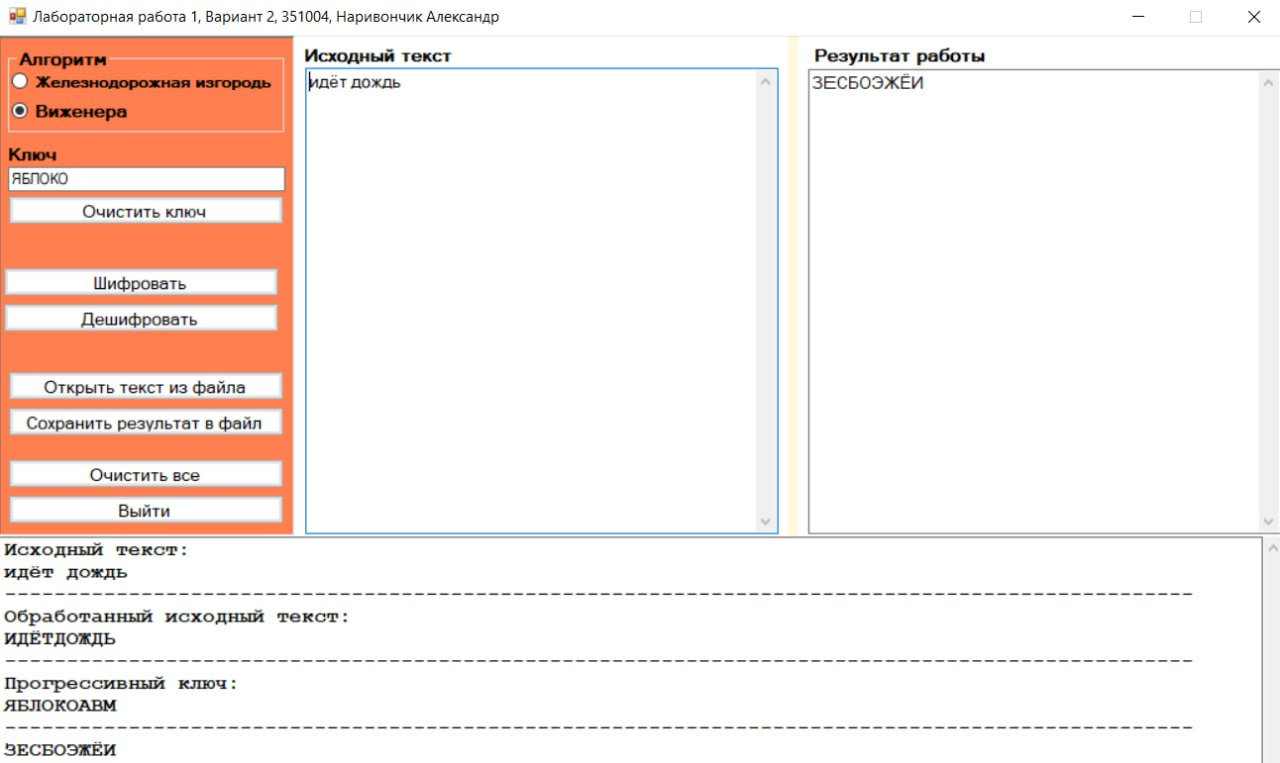 Лабораторная работа 1, Вариант 2, 351004, Наривончик Александр
Алгоритм
Железнодорожная изгородь
Виженера
Ключ
ЯБЛОКО
Очистить ключ
Шифровать
Дешифровать
Открыть текст из файла
Сохранить результат в файл
Очистить все
Выйти
Исходный текст
идёт дождь
Результат работы
ЗЕСБОЭЖЁИ
Исходный текст:
идёт дождь
-----------------------------------------------------------------------------------------------
Обработанный исходный текст:
ИДЁТДОЖДЬ
-----------------------------------------------------------------------------------------------
Прогрессивный ключ:
ЯБЛОКОАВМ
-----------------------------------------------------------------------------------------------
ЗЕСБОЭЖЁИ